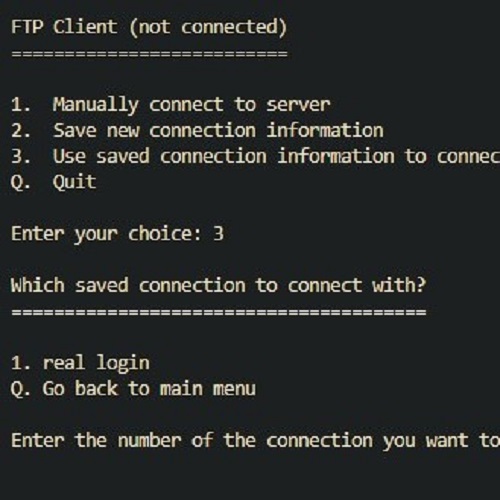 FTP Client (not connected)
==========================
1.  Manually connect to server
2.  Save new connection information
3.  Use saved connection information to connec
Q.  Quit
Enter your choice: 3
Which saved connection to connect with?
=======================================
1. real login
Q. Go back to main menu
Enter the number of the connection you want to